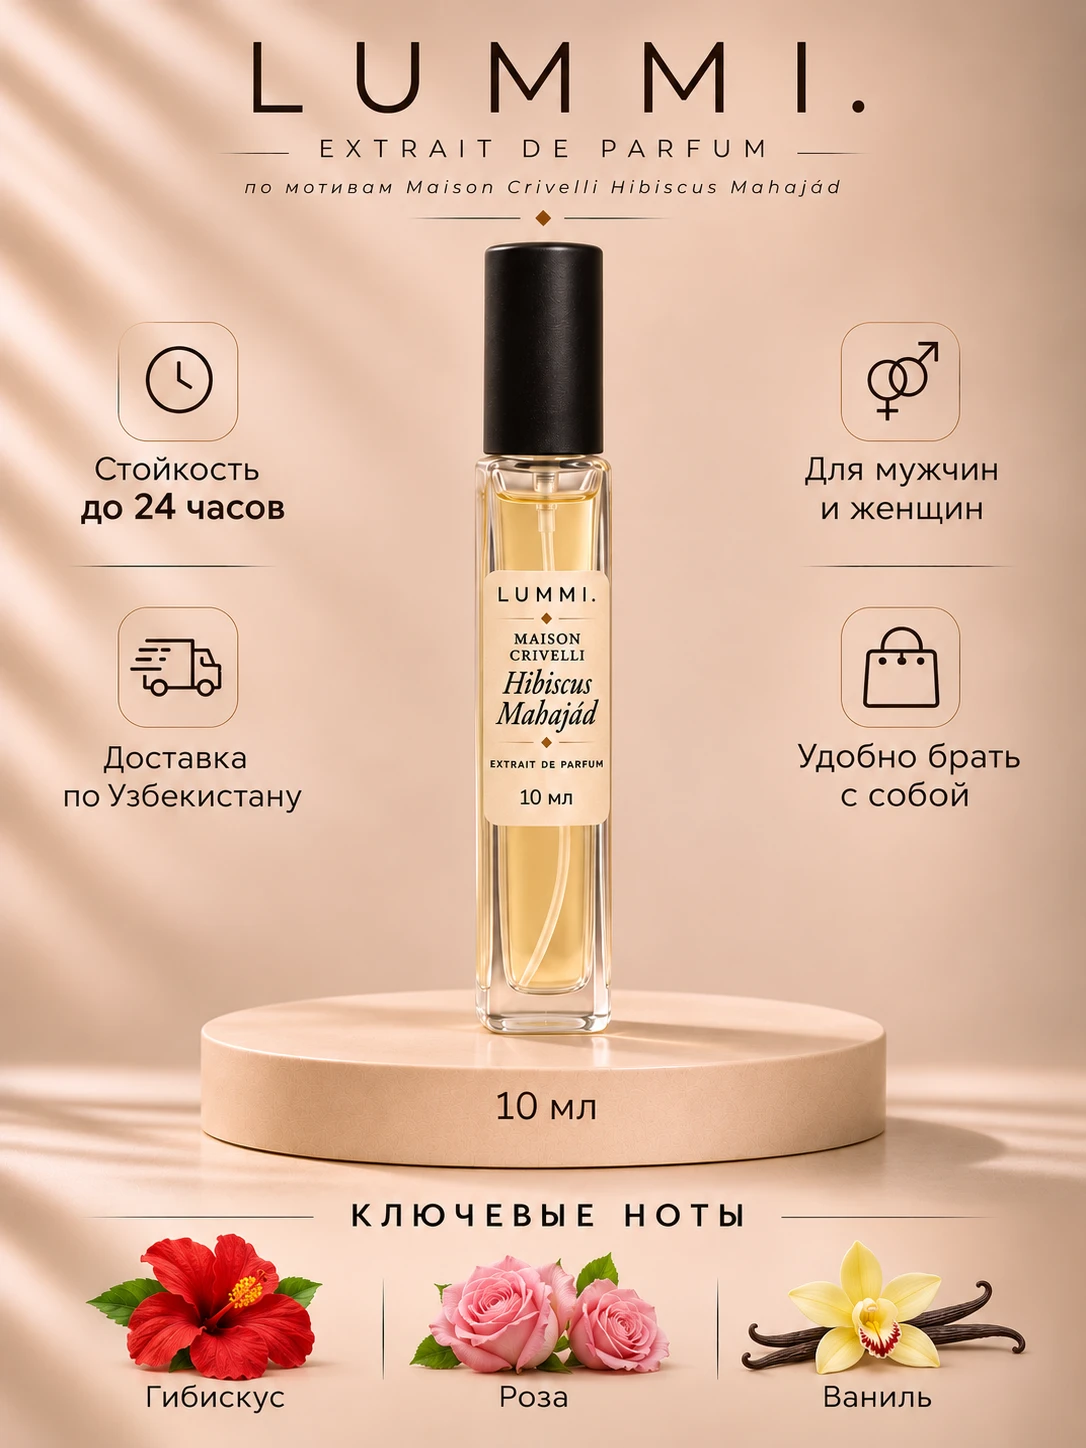 LUMMI.
EXTRAIT DE PARFUM
по мотивам Maison Crivelli Hibiscus Mahajád
Стойкость
до 24 часов
Для мужчин
и женщин
Доставка
по Узбекистану
Удобно брать
с собой
LUMMI.
MAISON
CRIVELLI
Hibiscus
Mahajád
EXTRAIT DE PARFUM
10 мл
10 мл
КЛЮЧЕВЫЕ НОТЫ
Гибискус
Роза
Ваниль